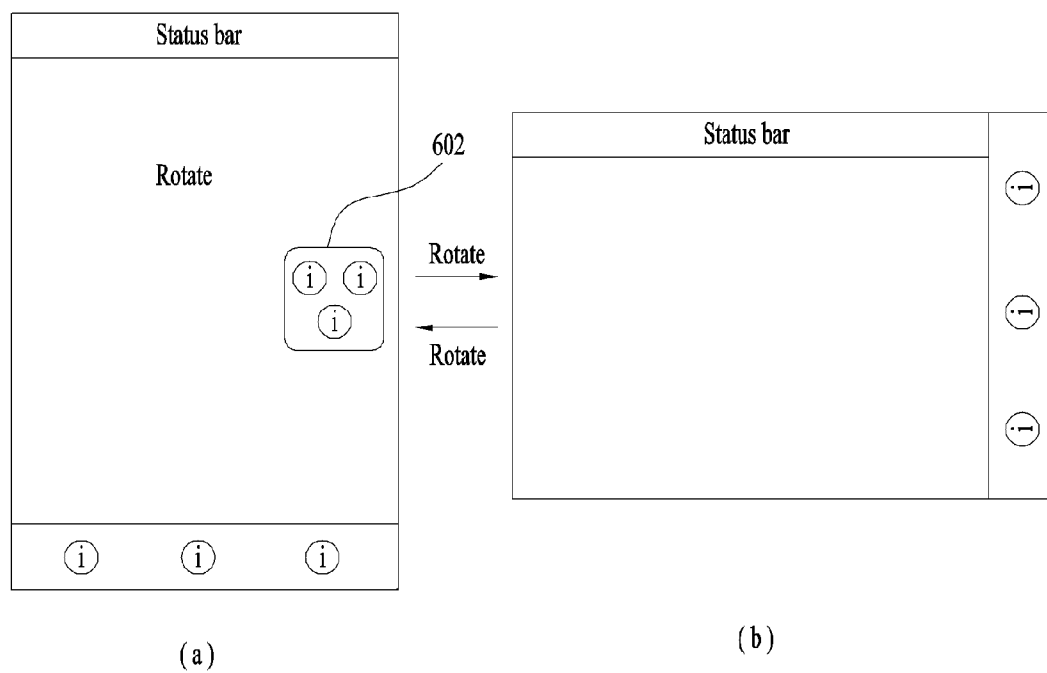 Status bar
Rotate
602
i i
i
i i i
(a)
Rotate
Rotate
Status bar
i
i
i
(b)